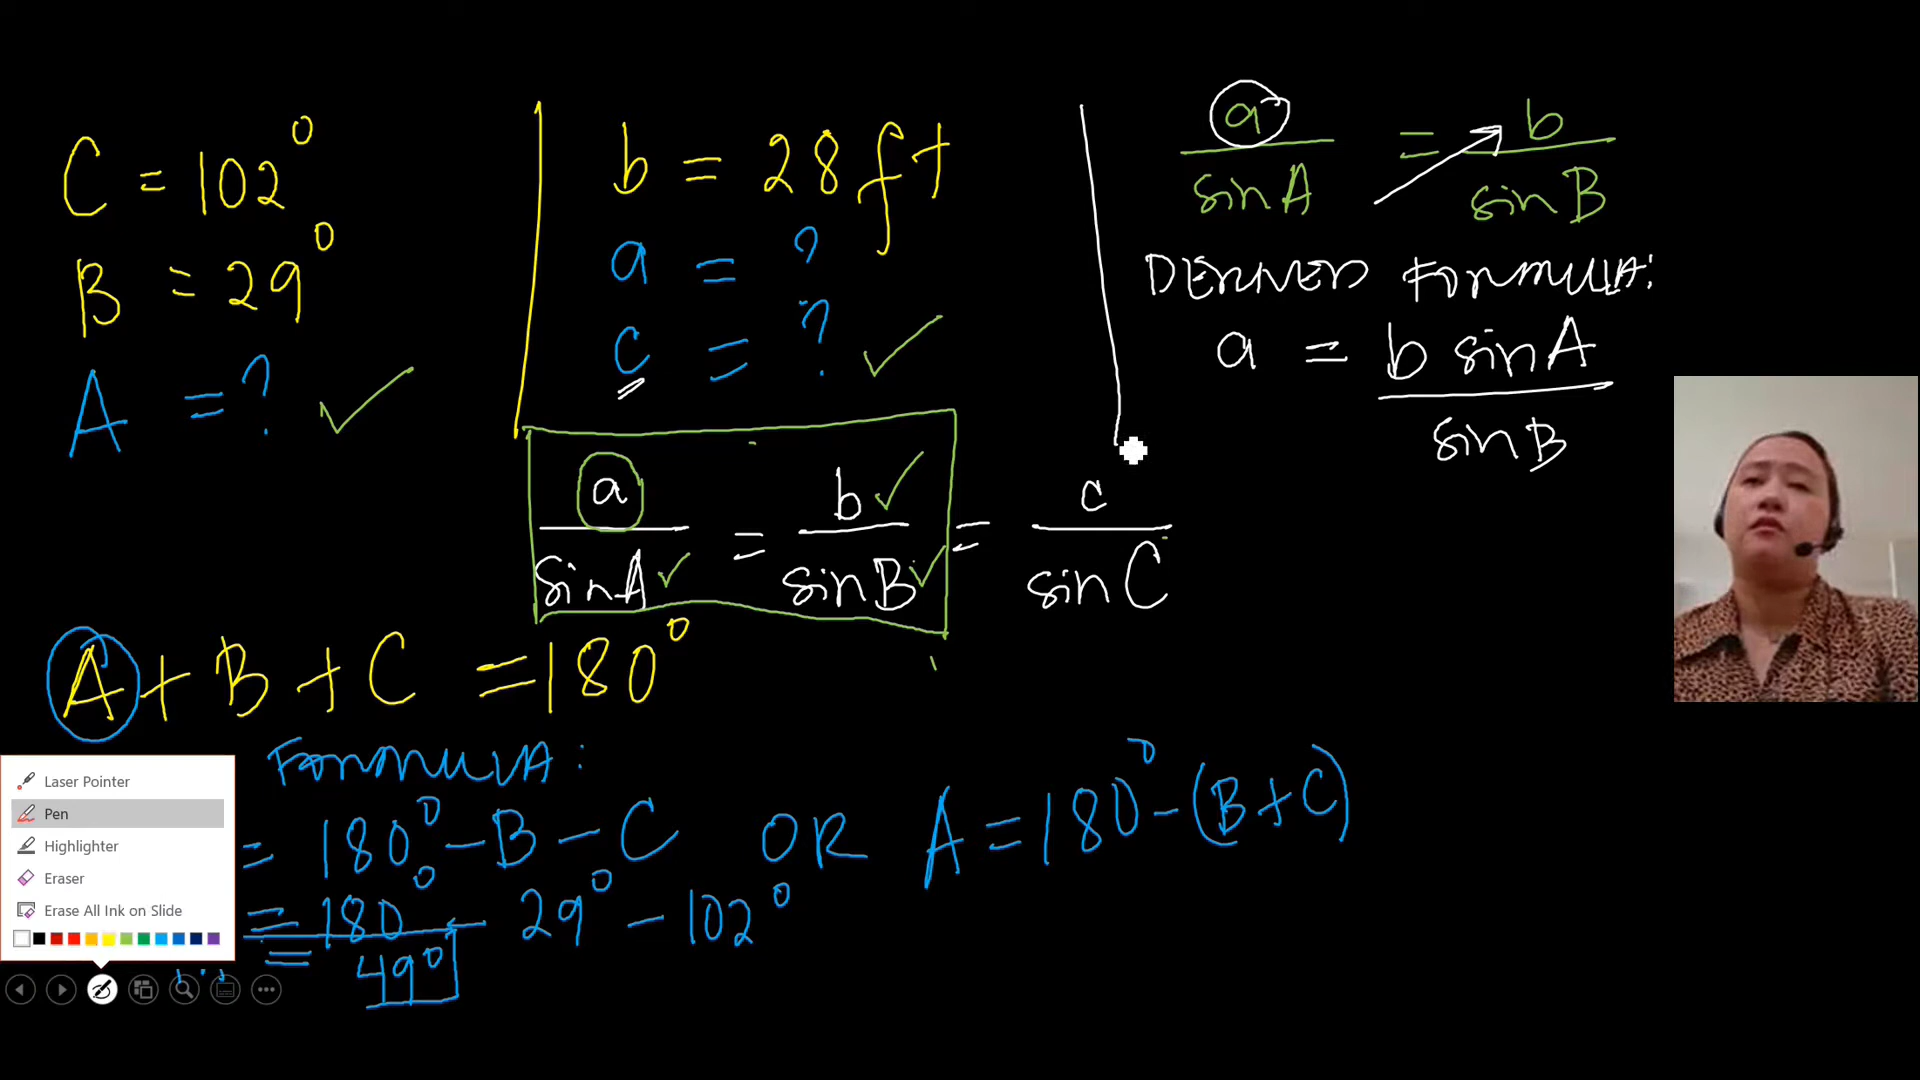 C = 102°
B = 29°
A = ?
b = 28 ft
a = ?
c = ?
a/sin A = b/sin B = c/sin C
A + B + C = 180°
FORMULA:
= 180° - B - C OR A = 180° - (B + C)
= 180° - 29° - 102°
= 49°
a/sin A = b/sin B
DERIVED FORMULA:
a = b sin A / sin B
Laser Pointer
Pen
Highlighter
Eraser
Erase All Ink on Slide